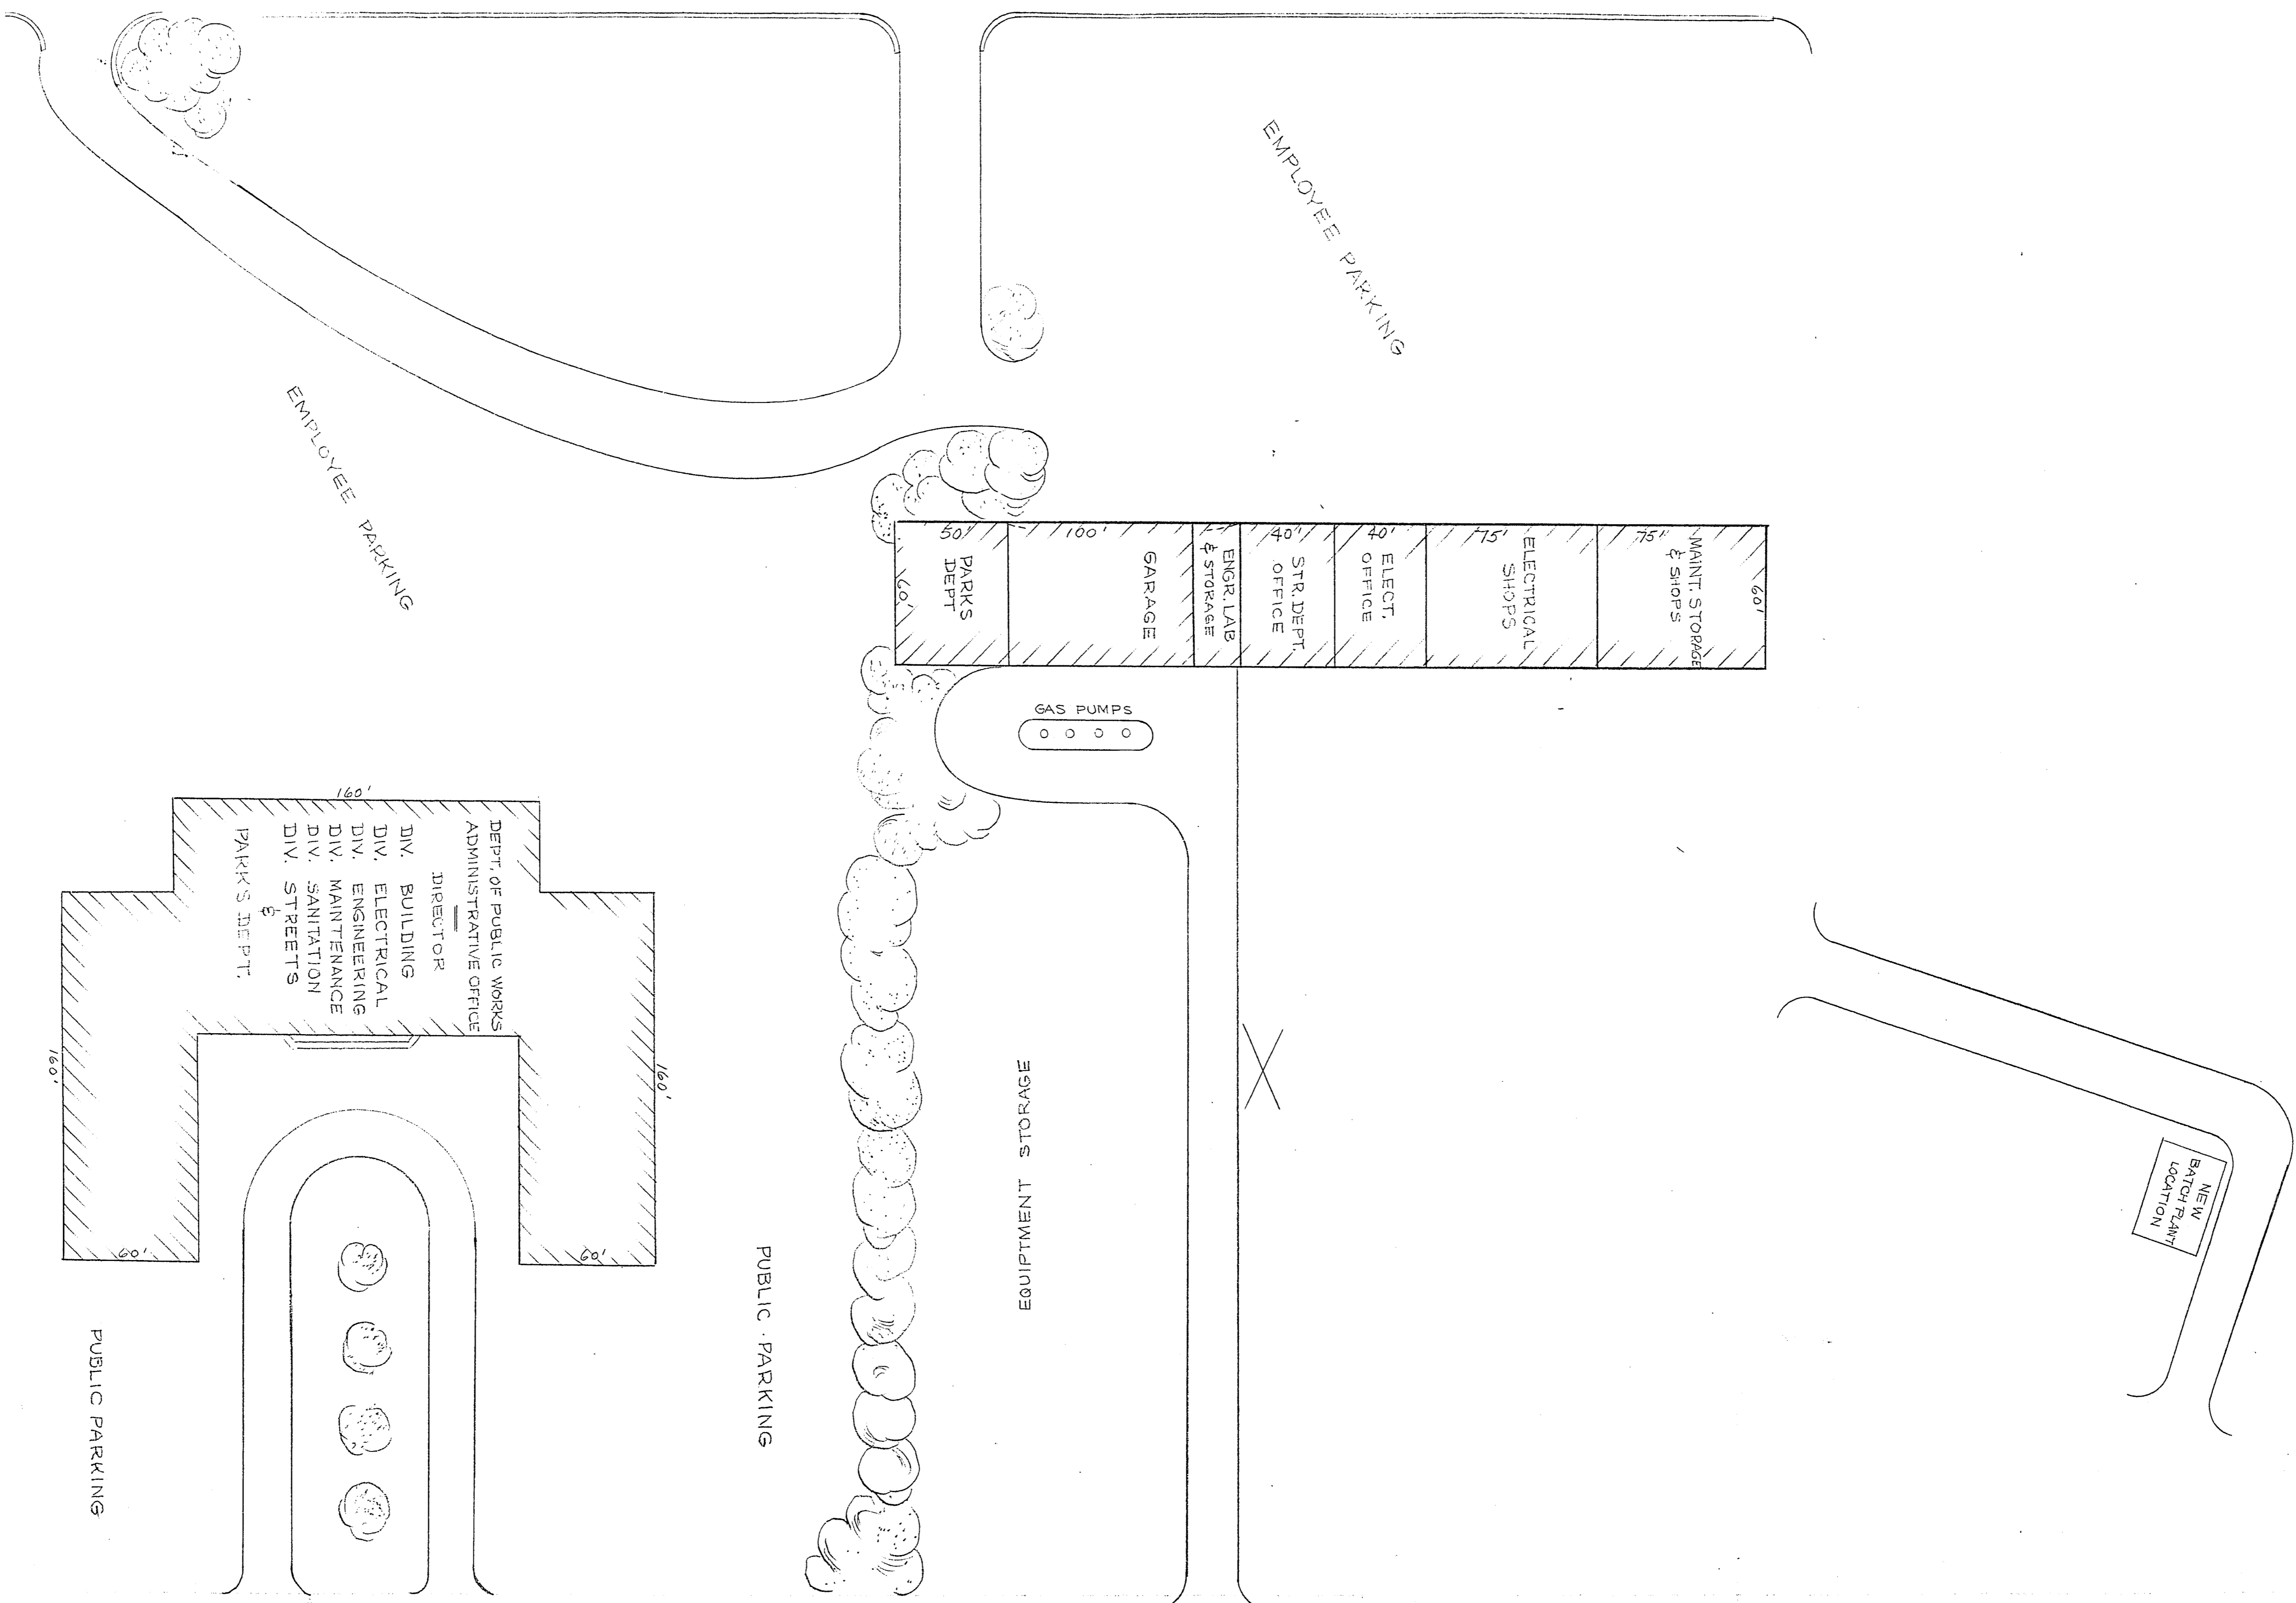 EMPLOYEE PARKING
EMPLOYEE PARKING
50'
100'
40'
40'
75'
75'
60'
60'
PARKS
DEPT
GARAGE
ENGR. LAB
& STORAGE
STR. DEPT.
OFFICE
ELECT.
OFFICE
ELECTRICAL
SHOPS
MAINT. STORAGE
& SHOPS
GAS PUMPS
160'
DEPT. OF PUBLIC WORKS
ADMINISTRATIVE OFFICE
DIRECTOR
DIV. BUILDING
DIV. ELECTRICAL
DIV. ENGINEERING
DIV. MAINTENANCE
DIV. SANITATION
DIV. STREETS
&
PARKS DEPT.
160'
160'
60'
60'
PUBLIC PARKING
PUBLIC PARKING
EQUIPTMENT STORAGE
NEW
BATCH PLANT
LOCATION